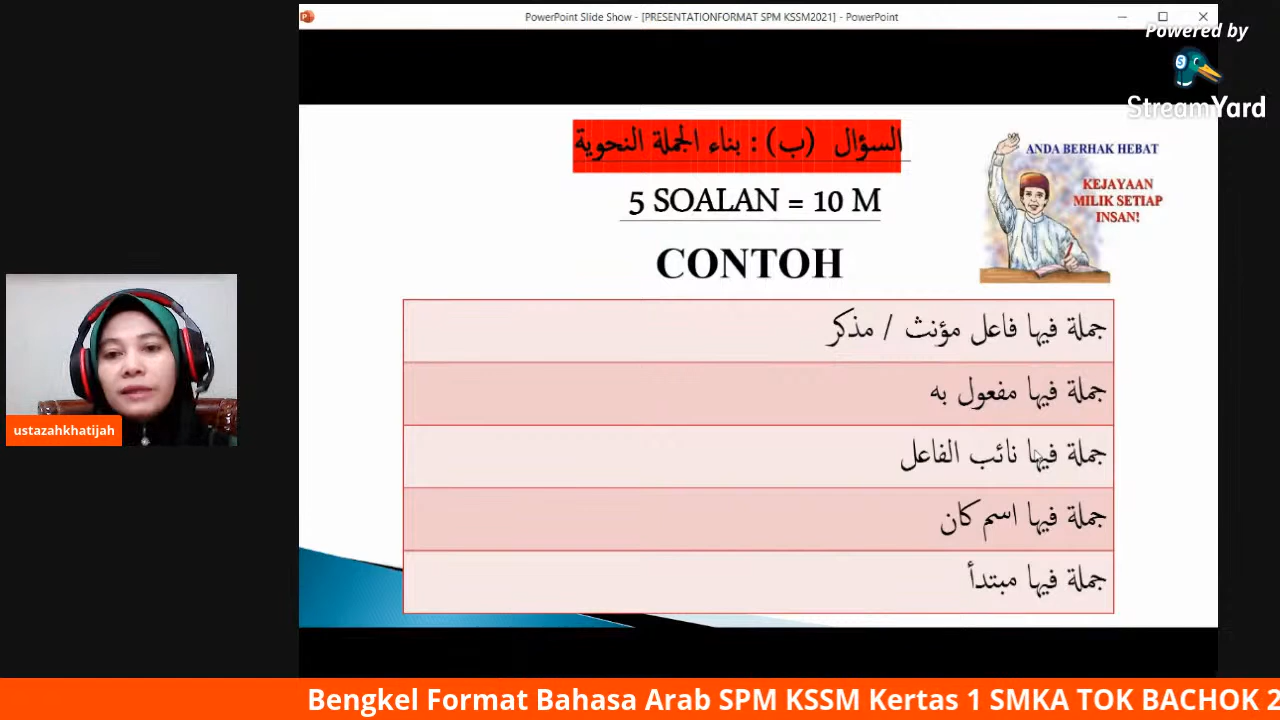 PowerPoint Slide Show - [PRESENTATIONFORMAT SPM KSSM2021] - PowerPoint
Powered by
StreamYard
السؤال (ب) : بناء الجملة النحوية
5 SOALAN = 10 M
CONTOH
ANDA BERHAK HEBAT
KEJAYAAN
MILIK SETIAP
INSAN!
جملة فيها فاعل مؤنث / مذكر
جملة فيها مفعول به
جملة فيها نائب الفاعل
جملة فيها اسم كان
جملة فيها مبتدأ
ustazahkhatijah
Bengkel Format Bahasa Arab SPM KSSM Kertas 1 SMKA TOK BACHOK 2